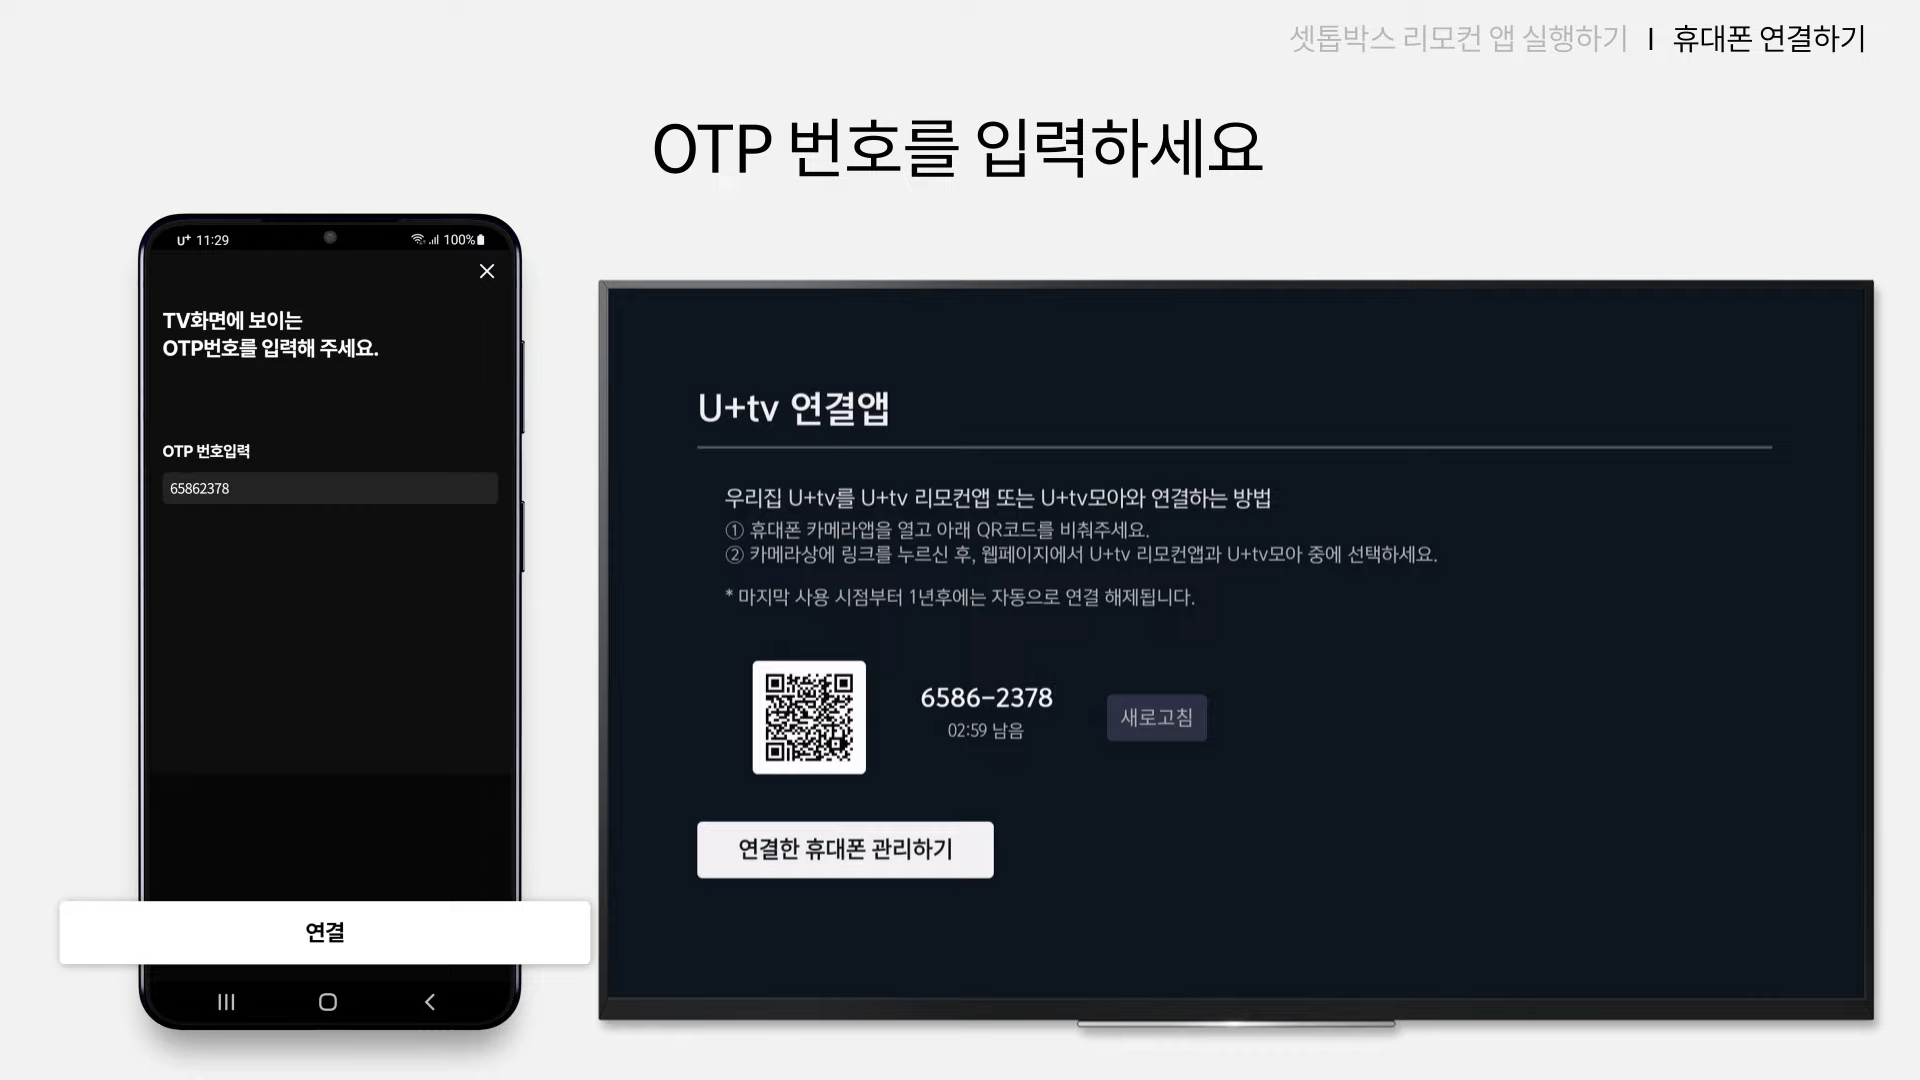 셋톱박스 리모컨 앱 실행하기 | 휴대폰 연결하기
OTP 번호를 입력하세요
U+ 11:29 100%
TV화면에 보이는
OTP번호를 입력해 주세요.
OTP 번호입력
65862378
연결
U+tv 연결앱
우리집 U+tv를 U+tv 리모컨앱 또는 U+tv모아와 연결하는 방법
① 휴대폰 카메라앱을 열고 아래 QR코드를 비춰주세요.
② 카메라상에 링크를 누르신 후, 웹페이지에서 U+tv 리모컨앱과 U+tv모아 중에 선택하세요.
* 마지막 사용 시점부터 1년후에는 자동으로 연결 해제됩니다.
6586-2378
02:59 남음
새로고침
연결한 휴대폰 관리하기